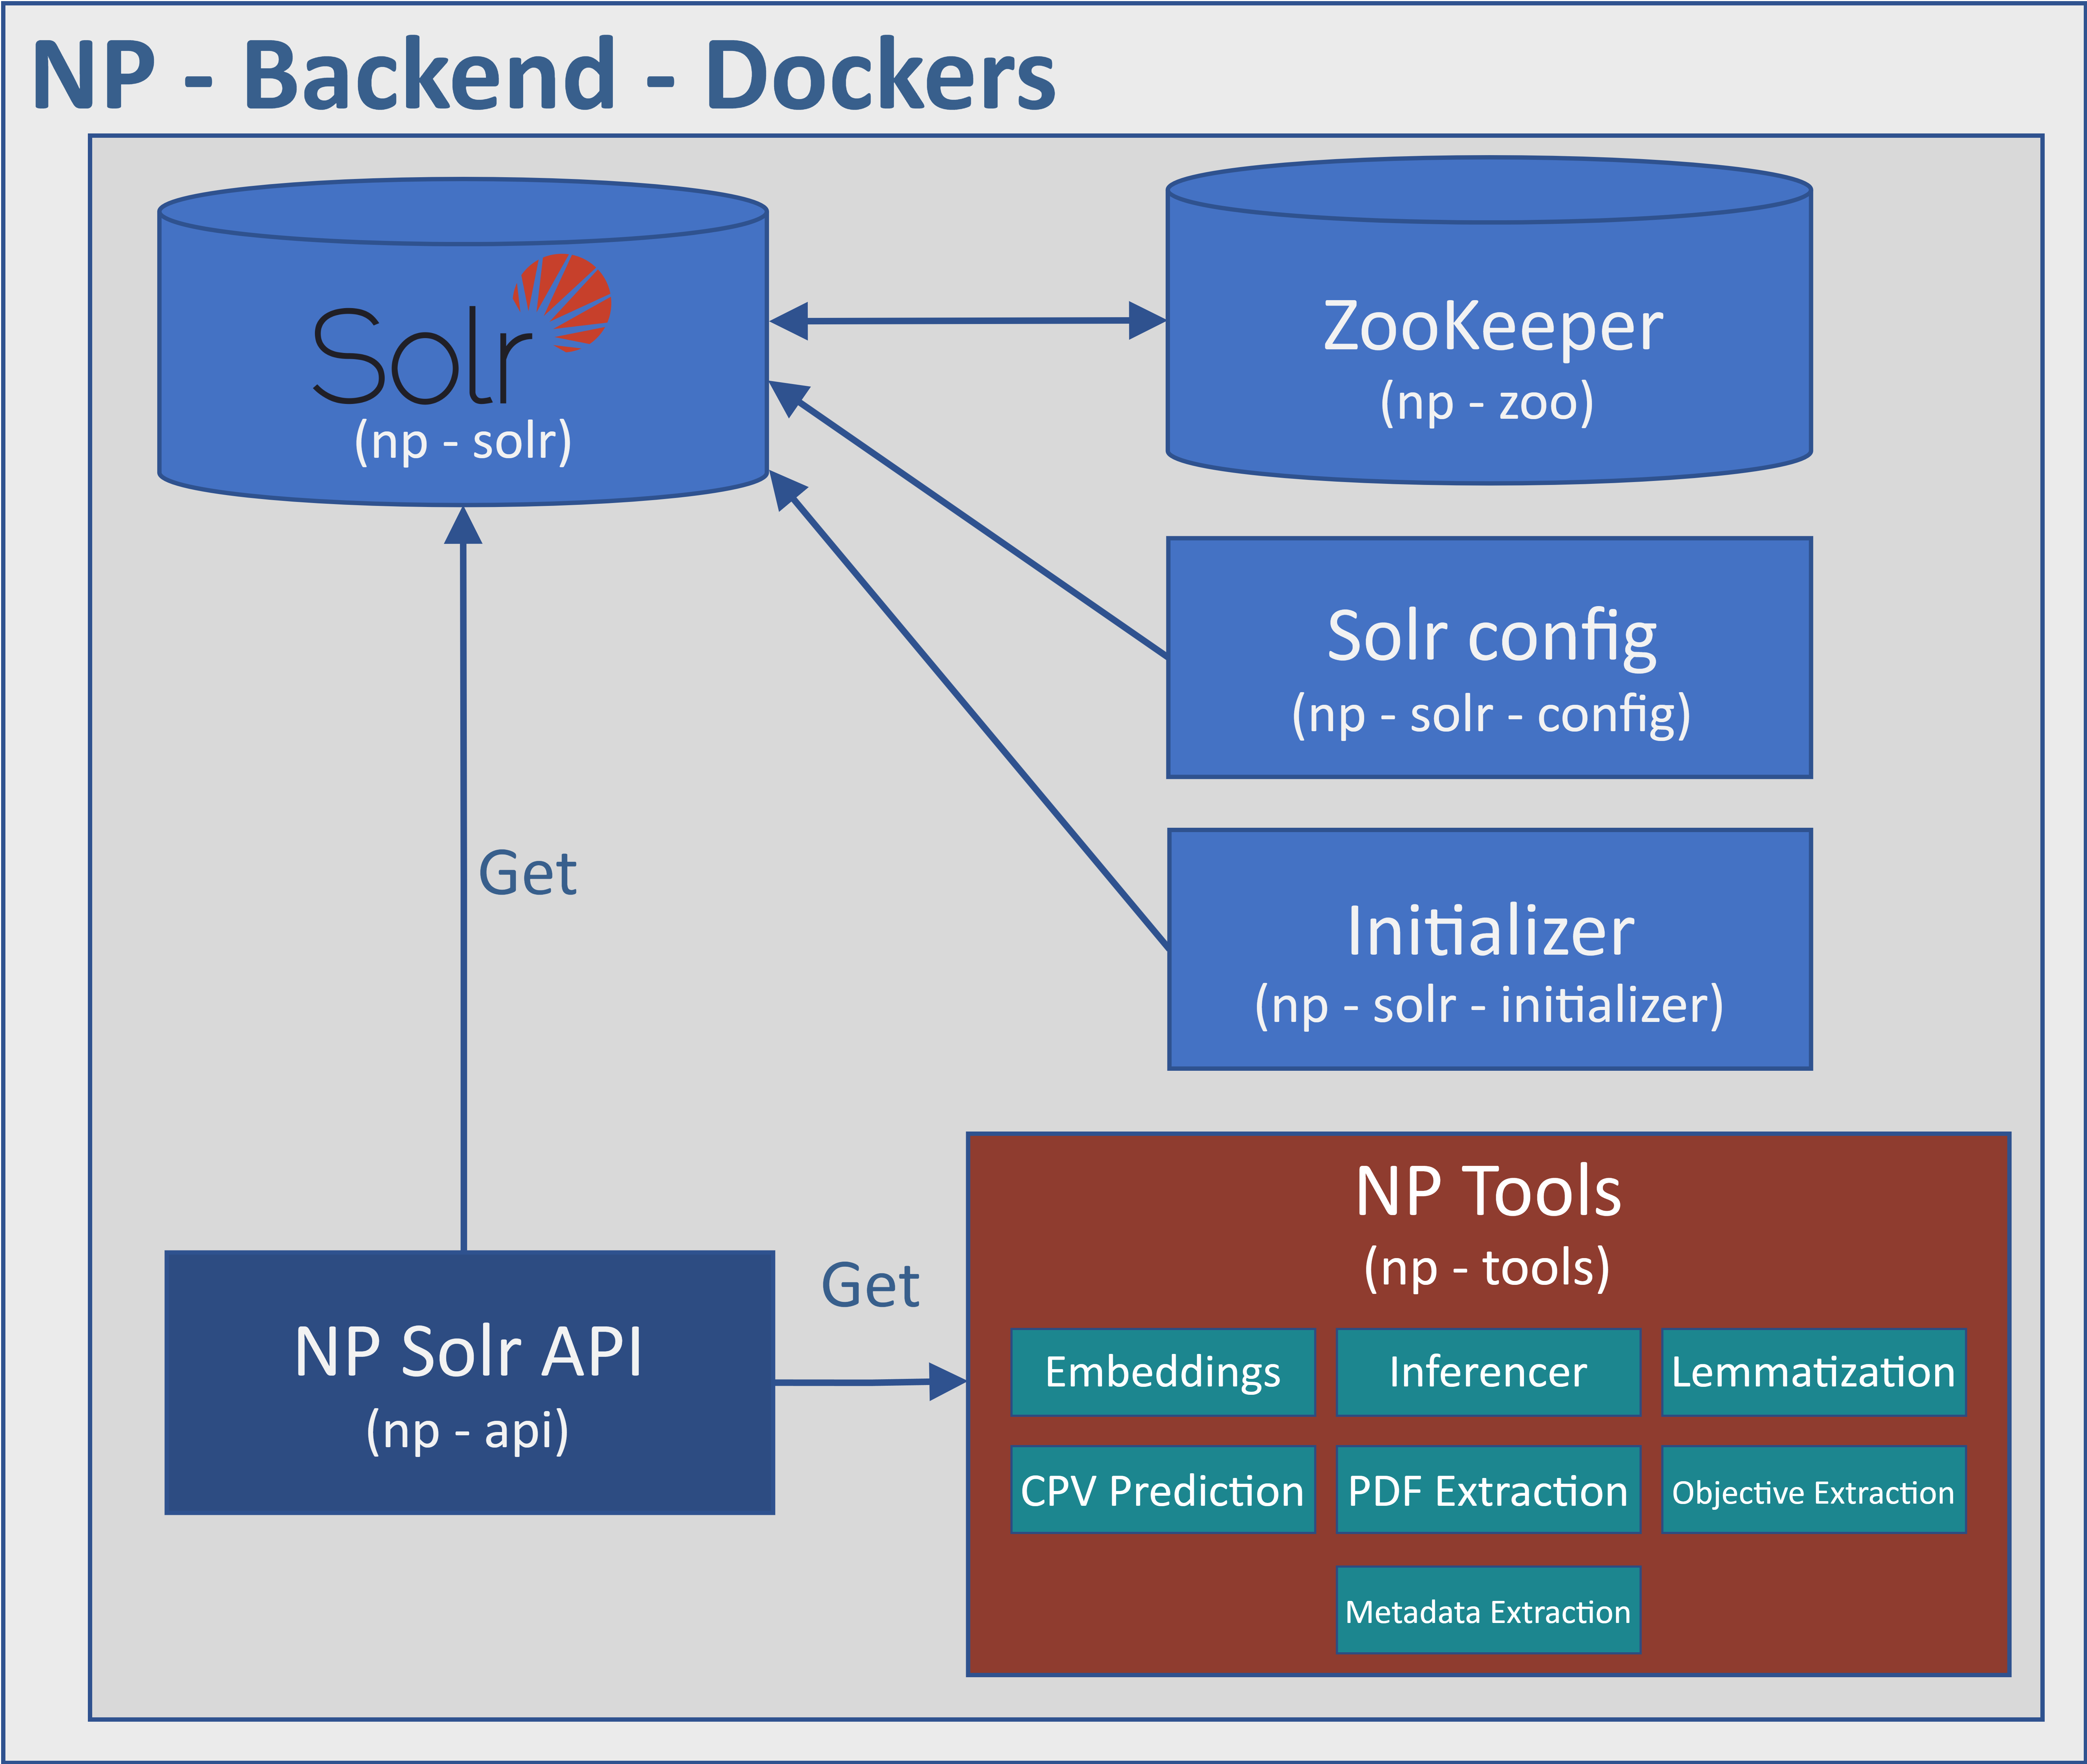 NP - Backend - Dockers
Solr
(np - solr)
ZooKeeper
(np - zoo)
Solr config
(np - solr - config)
Get
Initializer
(np - solr - initializer)
NP Solr API
(np - api)
Get
NP Tools
(np - tools)
Embeddings
Inferencer
Lemmatization
CPV Prediction
PDF Extraction
Objective Extraction
Metadata Extraction